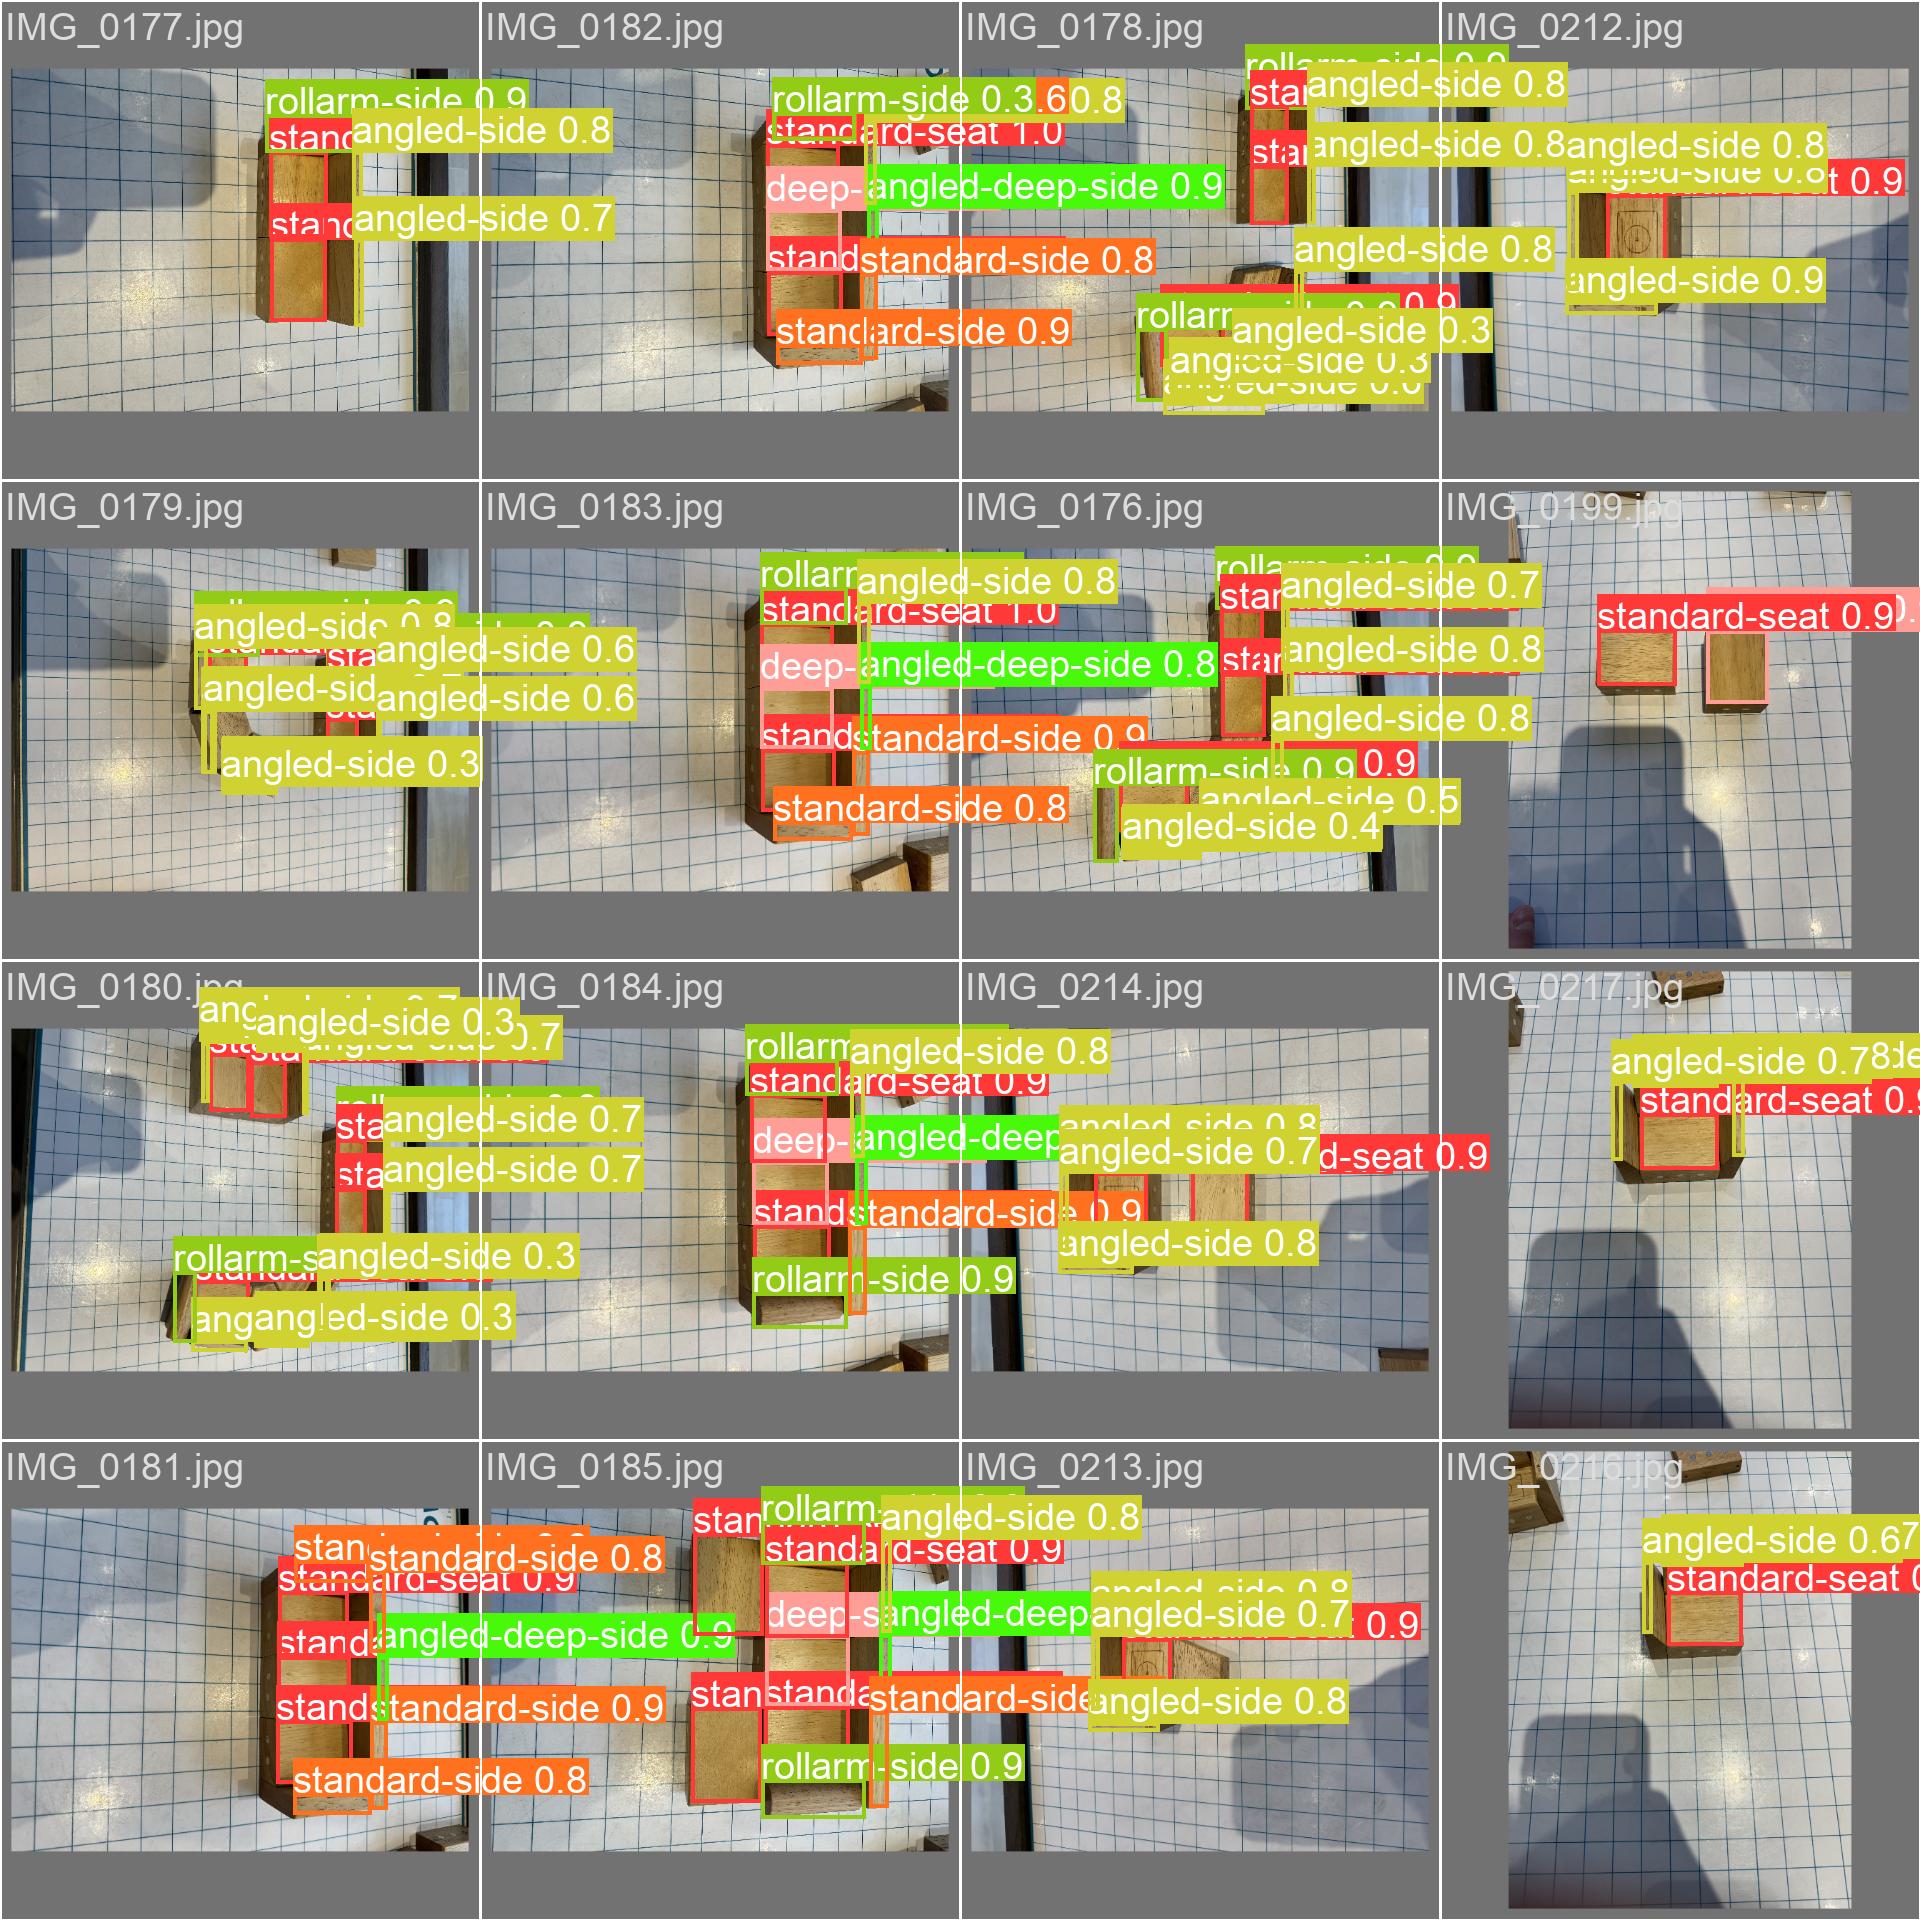 IMG_0177.jpg
rollarm-side 0.9
angled-side 0.8
angled-side 0.7
IMG_0182.jpg
rollarm-side 0.3 .6 0.8
standard-seat 1.0
deep-
angled-deep-side 0.9
stand
standard-side 0.8
standard-side 0.9
IMG_0178.jpg
angled-side 0.8
angled-side 0.8
angled-side 0.8
0.9
rollarm
angled-side 0.3
angled-side 0.3
IMG_0212.jpg
angled-side 0.8
angled-side 0.8
t 0.9
angled-side 0.9
IMG_0179.jpg
angled-side 0.8
angled-side 0.6
angled-sid
angled-side 0.6
angled-side 0.3
IMG_0183.jpg
rollarm
angled-side 0.8
standard-seat 1.0
deep-
angled-deep-side 0.8
stand
standard-side 0.9
standard-side 0.8
IMG_0176.jpg
rollarm-side 0.9
angled-side 0.7
angled-side 0.8
angled-side 0.8
0.9
rollarm-side 0.9
angled-side 0.5
angled-side 0.4
IMG_0199.jpg
standard-seat 0.9
IMG_0180.jpg
ang
angled-side 0.3
0.7
sta
angled-side 0.7
sta
angled-side 0.7
rollarm-s
angled-side 0.3
ang
angled-side 0.3
IMG_0184.jpg
rollarm
angled-side 0.8
standard-seat 0.9
deep-
angled-deep
stand
standard-side 0.9
rollarm-side 0.9
IMG_0214.jpg
angled-side 0.8
angled-side 0.7
d-seat 0.9
angled-side 0.8
IMG_0217.jpg
angled-side 0.7
8de
standard-seat 0.9
IMG_0181.jpg
stan
standard-side 0.8
standard-seat 0.9
stand
angled-deep-side 0.9
stand
standard-side 0.9
standard-side 0.8
IMG_0185.jpg
stan
rollarm-
angled-side 0.8
standard-seat 0.9
deep-s
angled-deep-
stan
standa
standard-side
rollarm-side 0.9
IMG_0213.jpg
angled-side 0.8
angled-side 0.7
0.9
angled-side 0.8
IMG_0216.jpg
angled-side 0.6
7
standard-seat 0